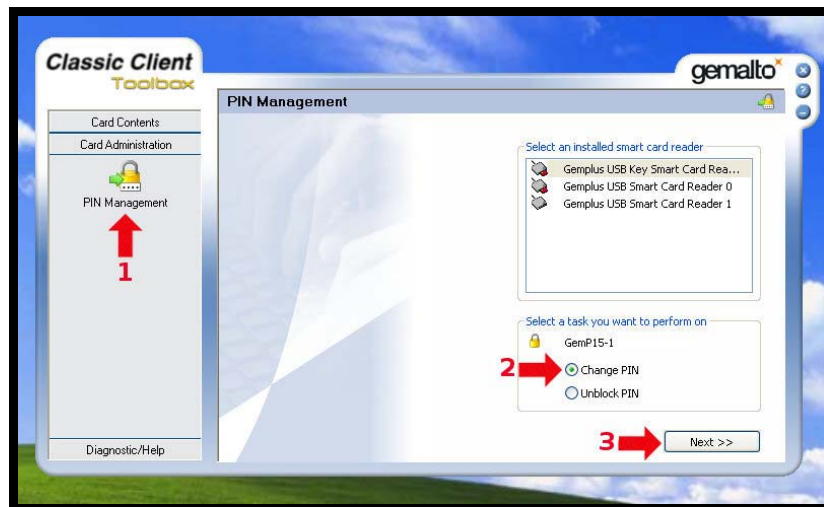 Classic Client
Toolbox
gemalto
PIN Management
Card Contents
Card Administration
PIN Management
1
Diagnostic/Help
Select an installed smart card reader
Gemplus USB Key Smart Card Rea...
Gemplus USB Smart Card Reader 0
Gemplus USB Smart Card Reader 1
Select a task you want to perform on
GemP15-1
2
Change PIN
Unblock PIN
3
Next >>